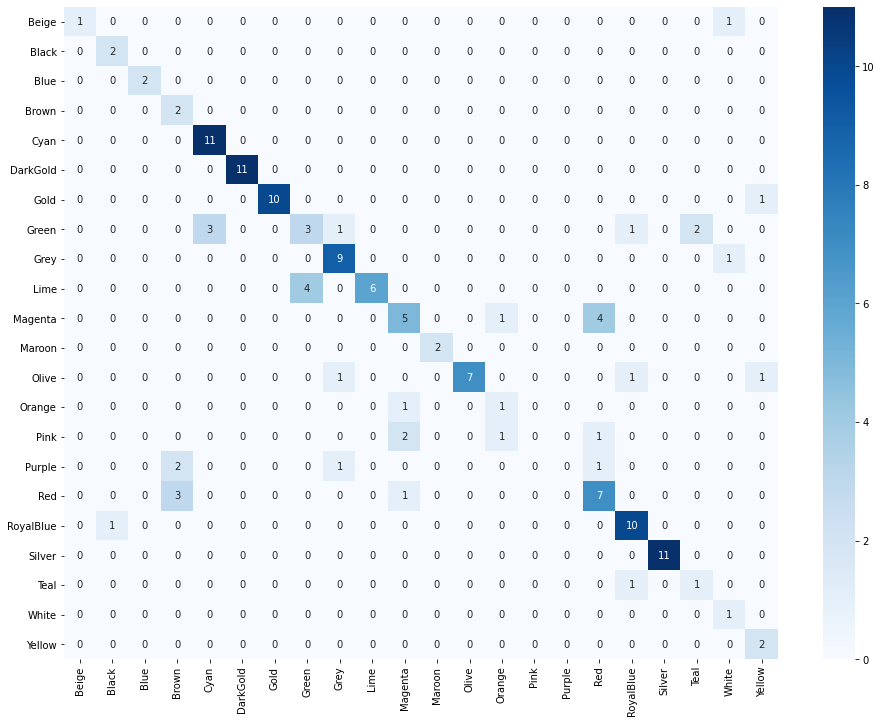 Beige 1 0 0 0 0 0 0 0 0 0 0 0 0 0 0 0 0 0 0 0 1 0
Black 0 2 0 0 0 0 0 0 0 0 0 0 0 0 0 0 0 0 0 0 0 0
Blue 0 0 2 0 0 0 0 0 0 0 0 0 0 0 0 0 0 0 0 0 0 0
Brown 0 0 0 2 0 0 0 0 0 0 0 0 0 0 0 0 0 0 0 0 0 0
Cyan 0 0 0 0 11 0 0 0 0 0 0 0 0 0 0 0 0 0 0 0 0 0
DarkGold 0 0 0 0 0 11 0 0 0 0 0 0 0 0 0 0 0 0 0 0 0 0
Gold 0 0 0 0 0 0 10 0 0 0 0 0 0 0 0 0 0 0 0 0 0 1
Green 0 0 0 0 3 0 0 3 1 0 0 0 0 0 0 0 0 1 0 2 0 0
Grey 0 0 0 0 0 0 0 0 9 0 0 0 0 0 0 0 0 0 0 0 1 0
Lime 0 0 0 0 0 0 0 4 0 6 0 0 0 0 0 0 0 0 0 0 0 0
Magenta 0 0 0 0 0 0 0 0 0 0 5 0 0 1 0 0 4 0 0 0 0 0
Maroon 0 0 0 0 0 0 0 0 0 0 0 2 0 0 0 0 0 0 0 0 0 0
Olive 0 0 0 0 0 0 0 0 1 0 0 0 7 0 0 0 0 1 0 0 0 1
Orange 0 0 0 0 0 0 0 0 0 0 1 0 0 1 0 0 0 0 0 0 0 0
Pink 0 0 0 0 0 0 0 0 0 0 2 0 0 1 0 0 1 0 0 0 0 0
Purple 0 0 0 2 0 0 0 0 1 0 0 0 0 0 0 0 1 0 0 0 0 0
Red 0 0 0 3 0 0 0 0 0 0 1 0 0 0 0 0 7 0 0 0 0 0
RoyalBlue 0 1 0 0 0 0 0 0 0 0 0 0 0 0 0 0 0 10 0 0 0 0
Silver 0 0 0 0 0 0 0 0 0 0 0 0 0 0 0 0 0 0 11 0 0 0
Teal 0 0 0 0 0 0 0 0 0 0 0 0 0 0 0 0 0 1 0 1 0 0
White 0 0 0 0 0 0 0 0 0 0 0 0 0 0 0 0 0 0 0 0 1 0
Yellow 0 0 0 0 0 0 0 0 0 0 0 0 0 0 0 0 0 0 0 0 0 2
Beige Black Blue Brown Cyan DarkGold Gold Green Grey Lime Magenta Maroon Olive Orange Pink Purple Red RoyalBlue Silver Teal White Yellow
10
8
6
4
2
0